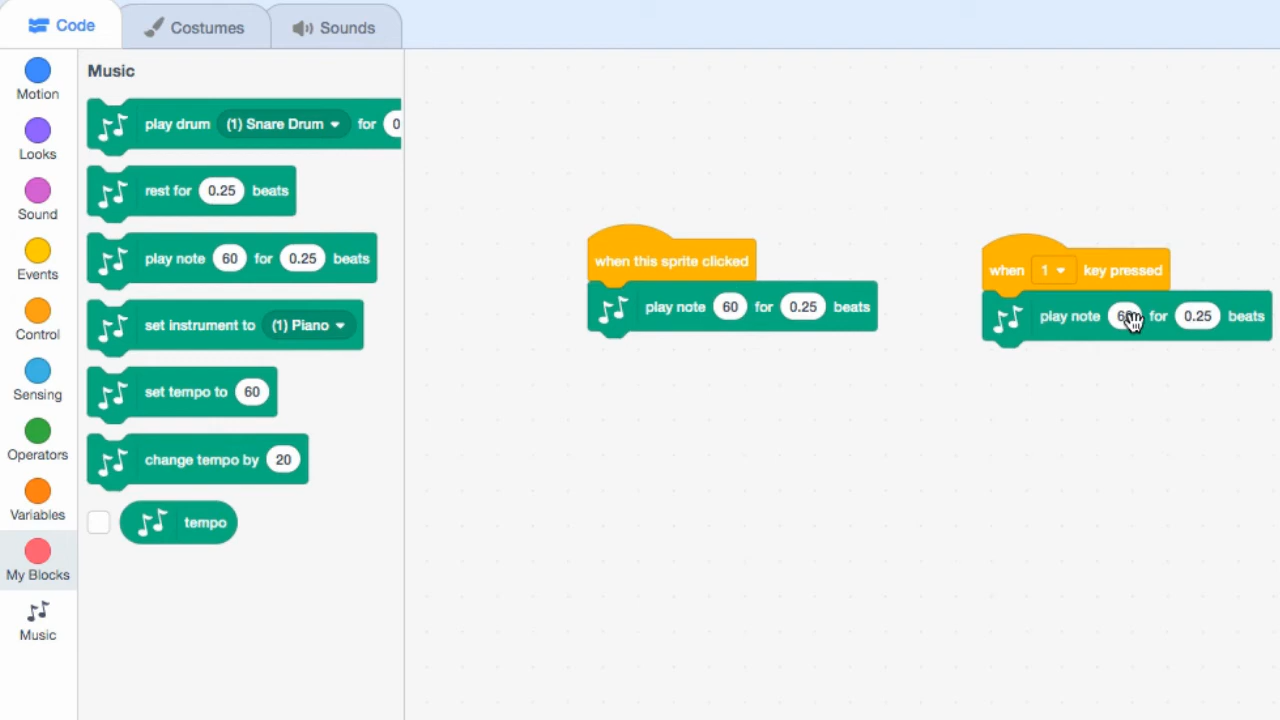 Code
Costumes
Sounds
Motion
Looks
Sound
Events
Control
Sensing
Operators
Variables
My Blocks
Music
Music
play drum (1) Snare Drum for 0
rest for 0.25 beats
play note 60 for 0.25 beats
set instrument to (1) Piano
set tempo to 60
change tempo by 20
tempo
when this sprite clicked
play note 60 for 0.25 beats
when 1 key pressed
play note 60 for 0.25 beats